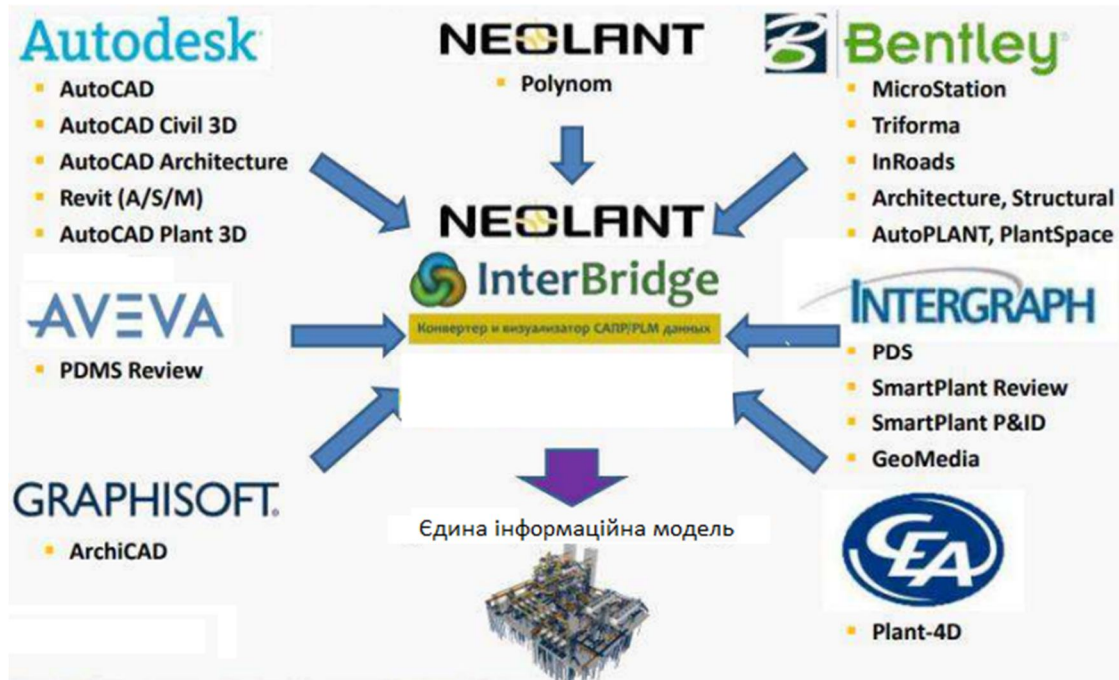 Autodesk
AutoCAD
AutoCAD Civil 3D
AutoCAD Architecture
Revit (A/S/M)
AutoCAD Plant 3D
NEOLANT
Polynom
Bentley
MicroStation
Triforma
InRoads
Architecture, Structural
AutoPLANT, PlantSpace
NEOLANT
InterBridge
Конвертер и визуализатор САПР/PLM данных
AVEVA
PDMS Review
INTERGRAPH
PDS
SmartPlant Review
SmartPlant P&ID
GeoMedia
GRAPHISOFT.
ArchiCAD
Єдина інформаційна модель
CEA
Plant-4D